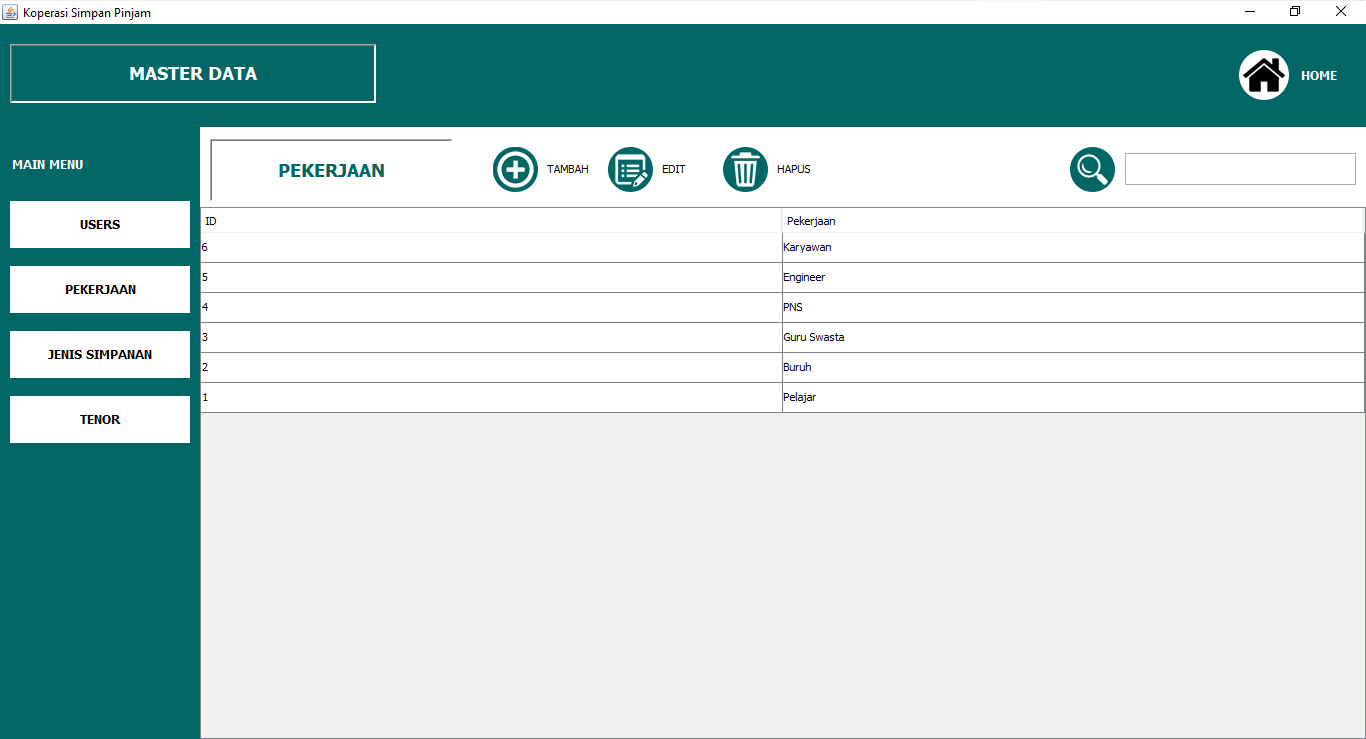 Koperasi Simpan Pinjam
MASTER DATA
HOME
MAIN MENU
USERS
PEKERJAAN
JENIS SIMPANAN
TENOR
PEKERJAAN
TAMBAH
EDIT
HAPUS
ID Pekerjaan
6 Karyawan
5 Engineer
4 PNS
3 Guru Swasta
2 Buruh
1 Pelajar